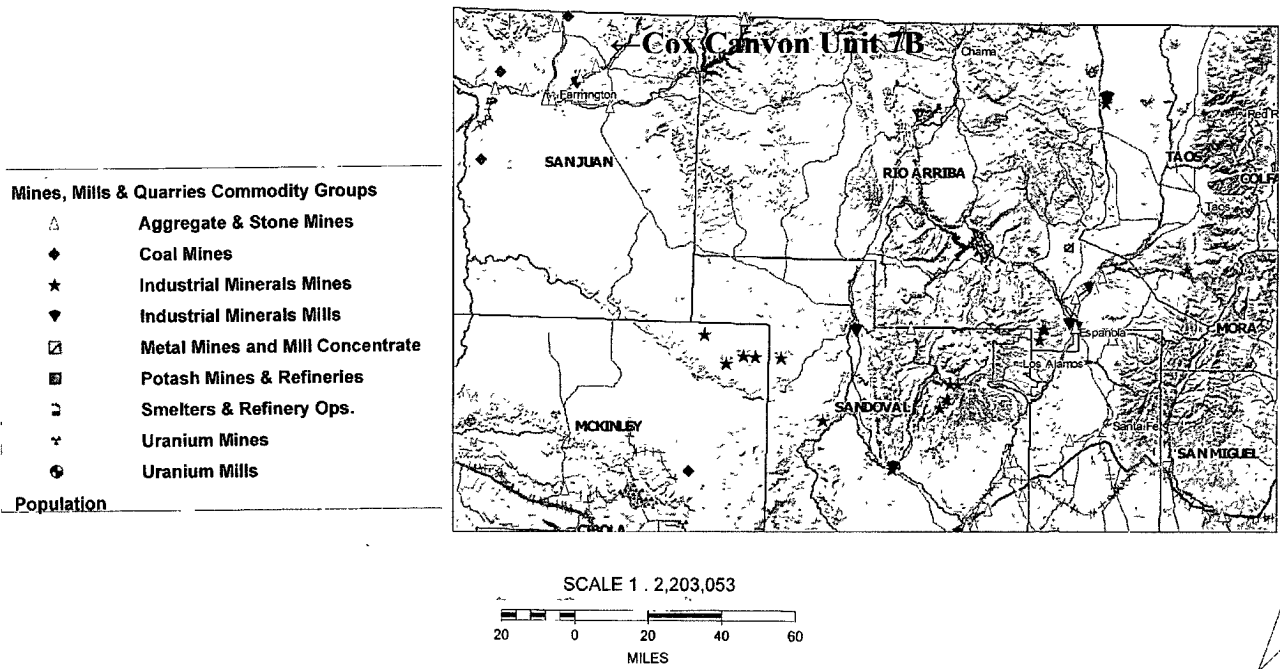 Mines, Mills & Quarries Commodity Groups
Aggregate & Stone Mines
Coal Mines
Industrial Minerals Mines
Industrial Minerals Mills
Metal Mines and Mill Concentrate
Potash Mines & Refineries
Smelters & Refinery Ops.
Uranium Mines
Uranium Mills
Population
Cox Canyon Unit 7B
Chama
Farmington
Red R
SAN JUAN
TAOS
RIO ARRIBA
COLFA
Taos
Española
MORA
Los Alamos
SANDOVAL
MCKINLEY
Santa Fe
SAN MIGUEL
CIBOLA
SCALE 1 . 2,203,053
20 0 20 40 60
MILES